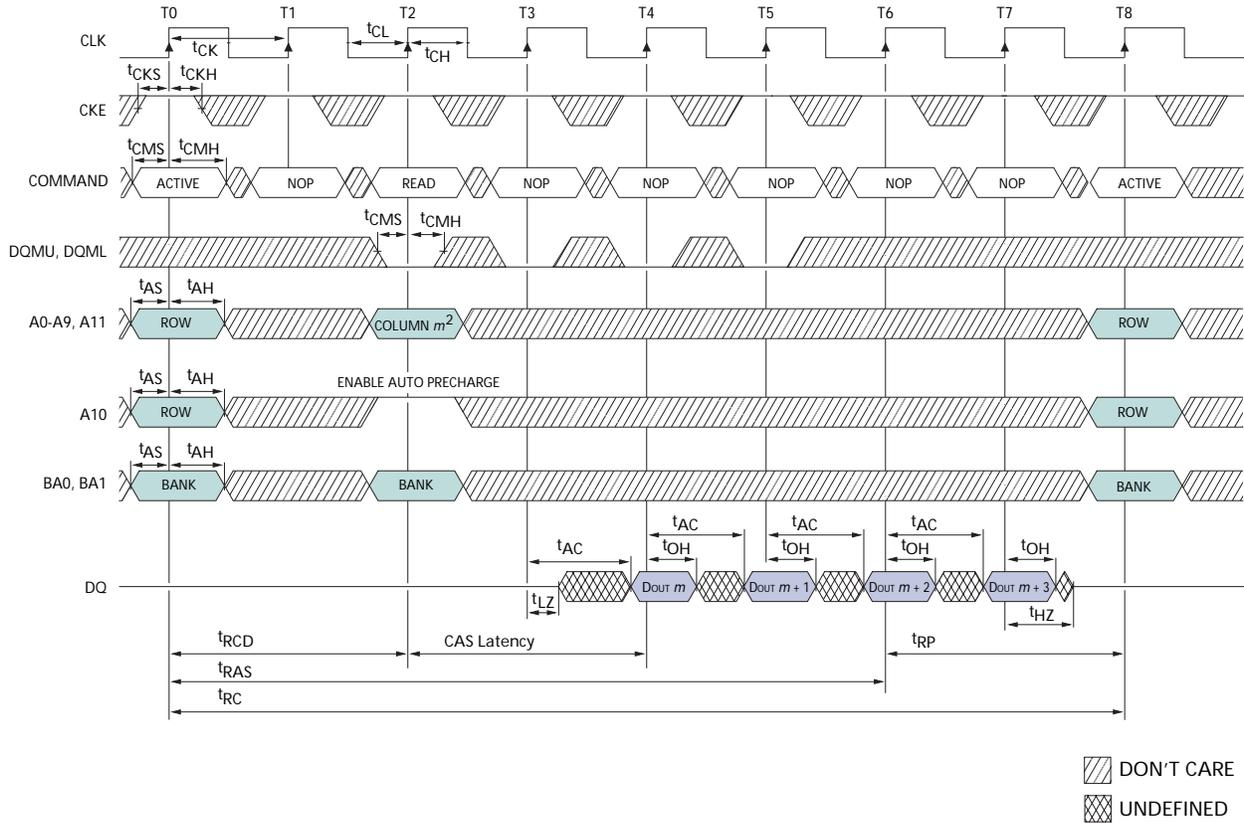 T0 T1 T2 T3 T4 T5 T6 T7 T8
CLK
tCK tCL tCH
tCKS tCKH
CKE
tCMS tCMH
COMMAND ACTIVE NOP READ NOP NOP NOP NOP NOP ACTIVE
tCMS tCMH
DQMU, DQML
tAS tAH
A0-A9, A11 ROW COLUMN m2 ROW
tAS tAH ENABLE AUTO PRECHARGE
A10 ROW ROW
tAS tAH
BA0, BA1 BANK BANK BANK
tAC tAC tAC tAC
tOH tOH tOH tOH
DQ DOUT m DOUT m + 1 DOUT m + 2 DOUT m + 3
tLZ tHZ
tRCD CAS Latency tRP
tRAS
tRC
DON'T CARE
UNDEFINED